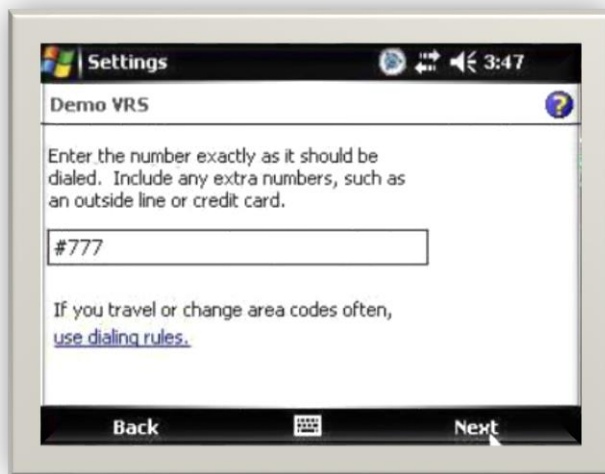 Settings
3:47
Demo VRS
?
Enter the number exactly as it should be
dialed. Include any extra numbers, such as
an outside line or credit card.
#777
If you travel or change area codes often,
use dialing rules.
Back
Next